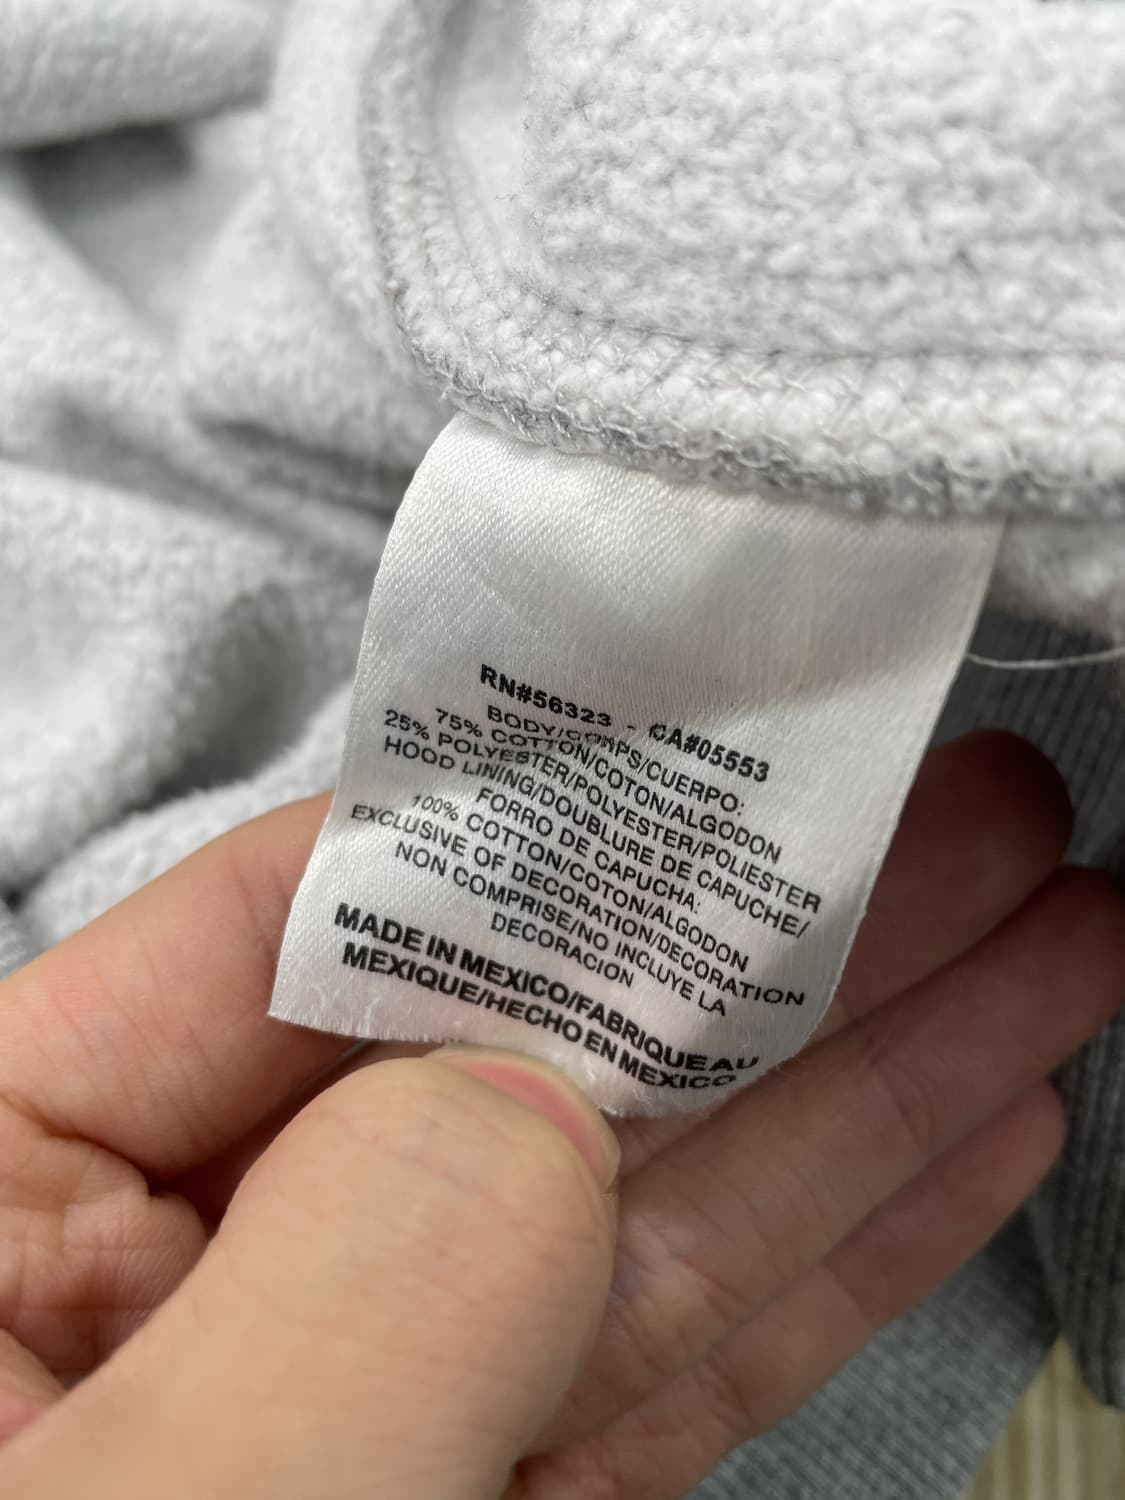 RN#56323 - CA#05553
BODY/CORPS/CUERPO:
75% COTTON/COTON/ALGODON
25% POLYESTER/POLYESTER/POLIESTER
HOOD LINING/DOUBLURE DE CAPUCHE/
FORRO DE CAPUCHA:
100% COTTON/COTON/ALGODON
EXCLUSIVE OF DECORATION/DECORATION
NON COMPRISE/NO INCLUYE LA
DECORACION
MADE IN MEXICO/FABRIQUE AU
MEXIQUE/HECHO EN MEXICO